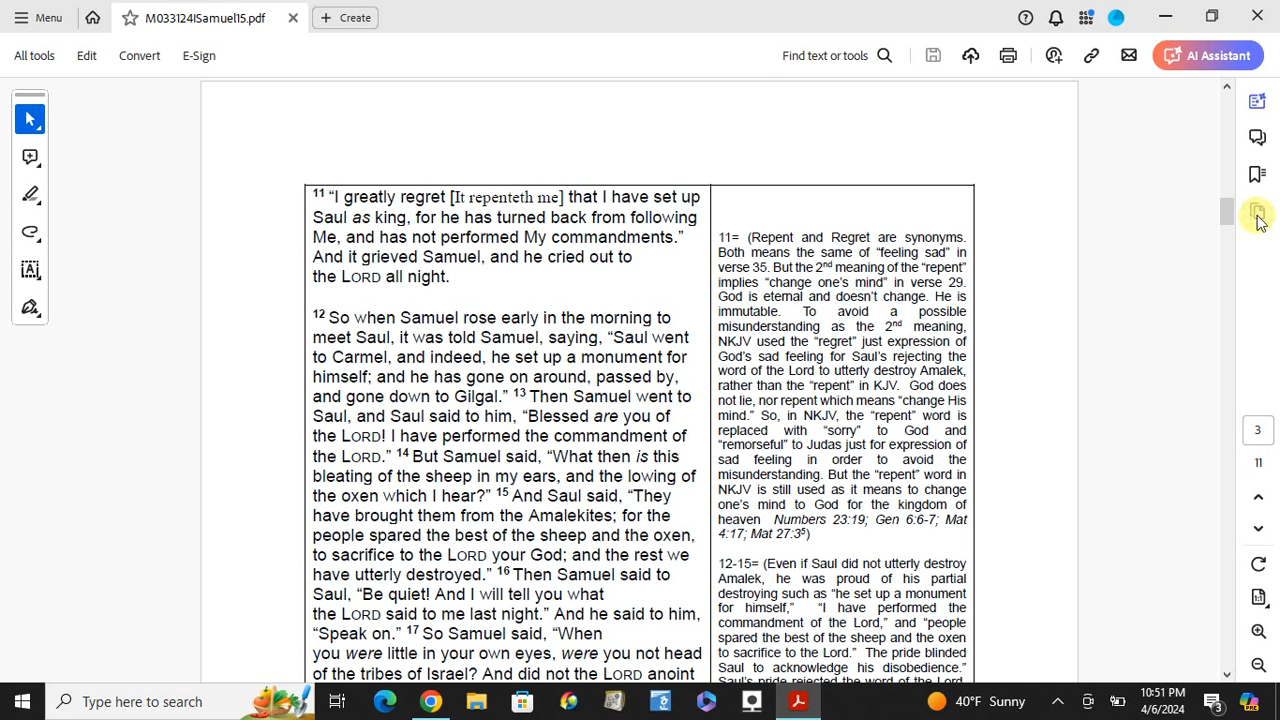 Menu
M033124ISamuel15.pdf
Create
All tools
Edit
Convert
E-Sign
Find text or tools
AI Assistant
11 “I greatly regret [It repenteth me] that I have set up
Saul as king, for he has turned back from following
Me, and has not performed My commandments.”
And it grieved Samuel, and he cried out to
the LORD all night.
12 So when Samuel rose early in the morning to
meet Saul, it was told Samuel, saying, “Saul went
to Carmel, and indeed, he set up a monument for
himself; and he has gone on around, passed by,
and gone down to Gilgal.” 13 Then Samuel went to
Saul, and Saul said to him, “Blessed are you of
the LORD! I have performed the commandment of
the LORD.” 14 But Samuel said, “What then is this
bleating of the sheep in my ears, and the lowing of
the oxen which I hear?” 15 And Saul said, “They
have brought them from the Amalekites; for the
people spared the best of the sheep and the oxen,
to sacrifice to the LORD your God; and the rest we
have utterly destroyed.” 16 Then Samuel said to
Saul, “Be quiet! And I will tell you what
the LORD said to me last night.” And he said to him,
“Speak on.” 17 So Samuel said, “When
you were little in your own eyes, were you not head
of the tribes of Israel? And did not the LORD anoint
11= (Repent and Regret are synonyms.
Both means the same of “feeling sad” in
verse 35. But the 2nd meaning of the “repent”
implies “change one’s mind” in verse 29.
God is eternal and doesn’t change. He is
immutable. To avoid a possible
misunderstanding as the 2nd meaning,
NKJV used the “regret” just expression of
God’s sad feeling for Saul’s rejecting the
word of the Lord to utterly destroy Amalek,
rather than the “repent” in KJV. God does
not lie, nor repent which means “change His
mind.” So, in NKJV, the “repent” word is
replaced with “sorry” to God and
“remorseful” to Judas just for expression of
sad feeling in order to avoid the
misunderstanding. But the “repent” word in
NKJV is still used as it means to change
one’s mind to God for the kingdom of
heaven Numbers 23:19; Gen 6:6-7; Mat
4:17; Mat 27:35)
12-15= (Even if Saul did not utterly destroy
Amalek, he was proud of his partial
destroying such as “he set up a monument
for himself,” “I have performed the
commandment of the Lord,” and “people
spared the best of the sheep and the oxen
to sacrifice to the Lord.” The pride blinded
Saul to acknowledge his disobedience.”
Saul’s pride rejected the word of the Lord
3
11
Type here to search
40°F Sunny
10:51 PM
4/6/2024
3